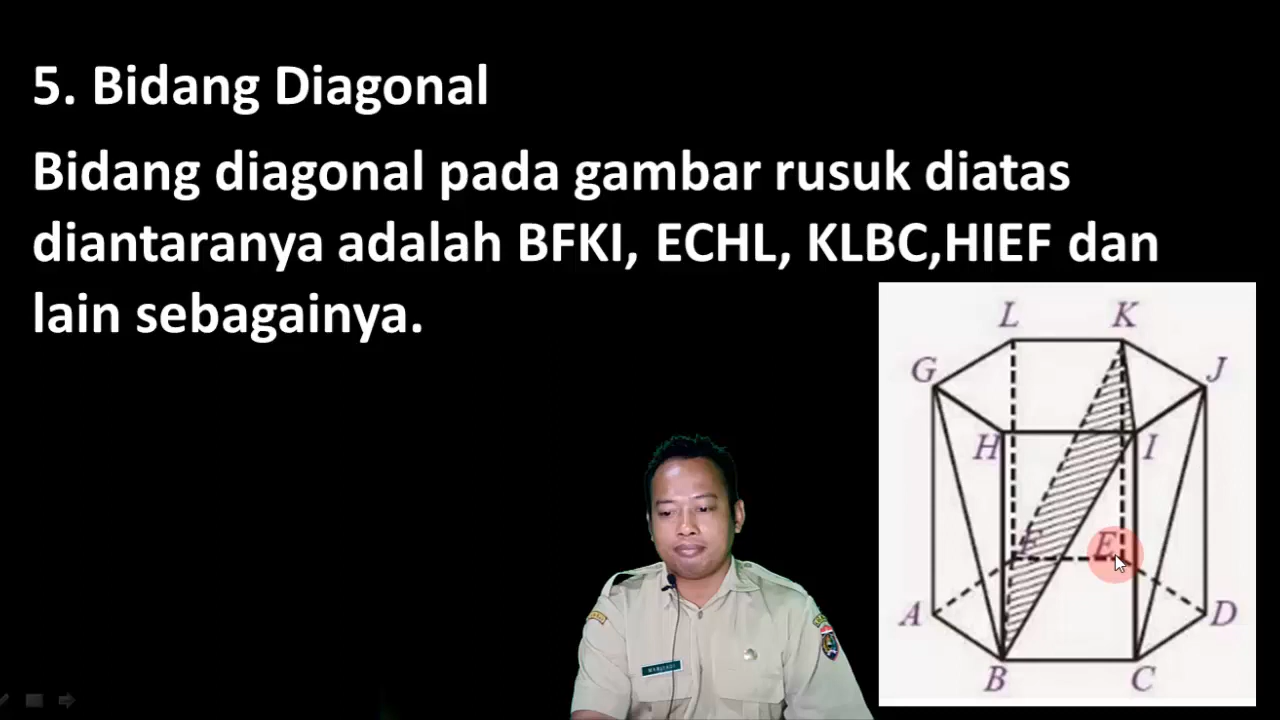 5. Bidang Diagonal
Bidang diagonal pada gambar rusuk diatas
diantaranya adalah BFKI, ECHL, KLBC,HIEF dan
lain sebagainya.
L K
G J
H I
F E
A D
B C